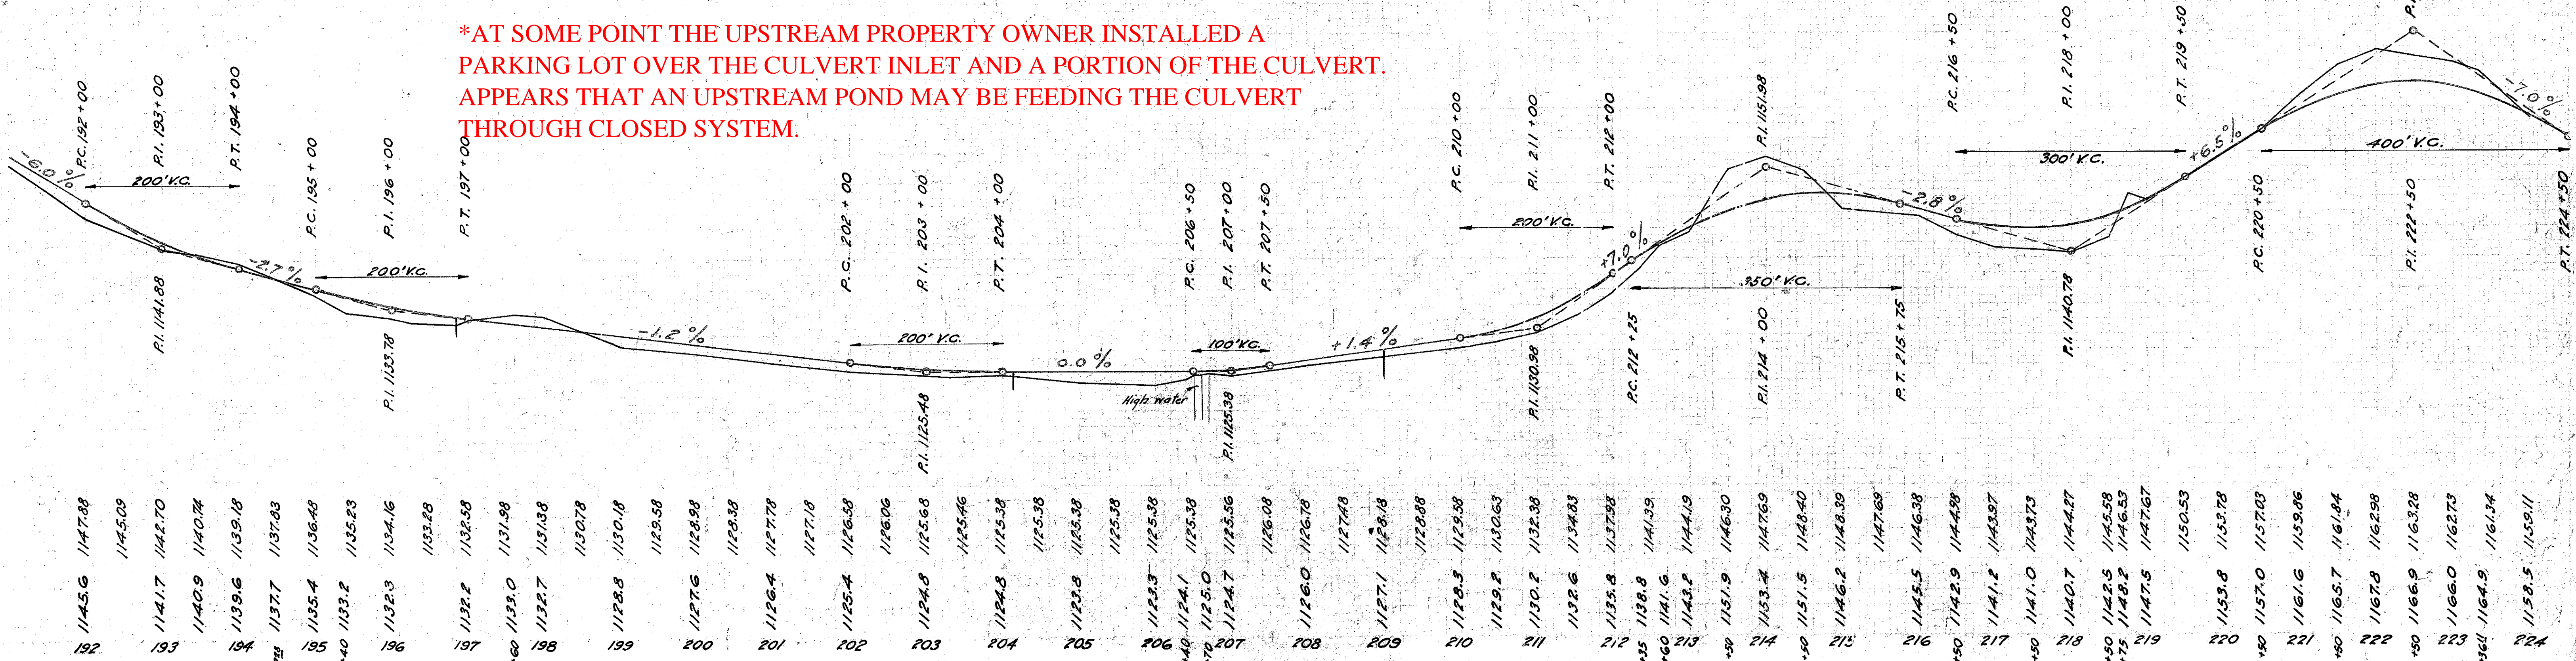 *AT SOME POINT THE UPSTREAM PROPERTY OWNER INSTALLED A
PARKING LOT OVER THE CULVERT INLET AND A PORTION OF THE CULVERT.
APPEARS THAT AN UPSTREAM POND MAY BE FEEDING THE CULVERT
THROUGH CLOSED SYSTEM.
-6.0%
P.C. 192+00
P.I. 193+00
P.T. 194+00
200' V.C.
P.I. 1141.88
-2.7%
P.C. 195+00
P.I. 196+00
P.T. 197+00
200' V.C.
P.I. 1133.78
-1.2%
P.C. 202+00
P.I. 203+00
P.T. 204+00
200' V.C.
P.I. 1125.48
0.0%
P.C. 206+50
P.I. 207+00
P.T. 207+50
100' V.C.
High water
P.I. 1125.38
+1.4%
P.C. 210+00
P.I. 211+00
P.T. 212+00
200' V.C.
P.I. 1130.98
+7.0%
P.C. 212+25
P.I. 1151.98
350' V.C.
P.I. 214+00
P.T. 215+75
-2.8%
P.C. 216+50
P.I. 218+00
P.T. 219+50
300' V.C.
P.I. 1140.78
+6.5%
P.C. 220+50
P.I.
400' V.C.
P.I. 222+50
-7.0%
P.T. 224+50
1147.88 1145.09 1142.70 1140.74 1139.18 1137.83 1136.48 1135.23 1134.16 1133.28 1132.58 1131.98 1131.38 1130.78 1130.18 1129.58 1128.98 1128.38 1127.78 1127.18 1126.58 1126.06 1125.68 1125.46 1125.38 1125.38 1125.38 1125.38 1125.38 1125.38 1125.56 1126.08 1126.78 1127.48 1128.18 1128.88 1129.58 1130.63 1132.38 1134.83 1137.98 1141.39 1144.19 1146.30 1147.69 1148.40 1148.39 1147.69 1146.38 1144.98 1143.97 1143.73 1144.27 1145.58 1146.53 1147.67 1150.53 1153.78 1157.03 1159.86 1161.84 1162.98 1163.28 1162.73 1161.34 1159.11
1145.6 1141.7 1140.9 1139.6 1137.7 1135.4 1133.2 1132.3 1132.2 1133.0 1132.7 1128.8 1127.6 1126.4 1125.4 1124.8 1124.8 1123.8 1123.3 1124.1 1125.0 1124.7 1126.0 1127.1 1128.3 1129.2 1130.2 1132.6 1135.8 1138.8 1141.6 1143.2 1151.9 1153.4 1151.5 1146.2 1145.5 1142.9 1141.2 1141.0 1140.7 1142.5 1148.2 1147.5 1153.8 1157.0 1161.6 1165.7 1167.8 1166.9 1166.0 1164.9 1158.5
192 193 194 195 +40 196 197 +60 198 199 200 201 202 203 204 205 206 +40 +70 207 208 209 210 211 212 +35 +60 213 +50 214 +50 215 216 +50 217 +50 218 +50 +75 219 220 +50 221 +50 222 +50 223 224